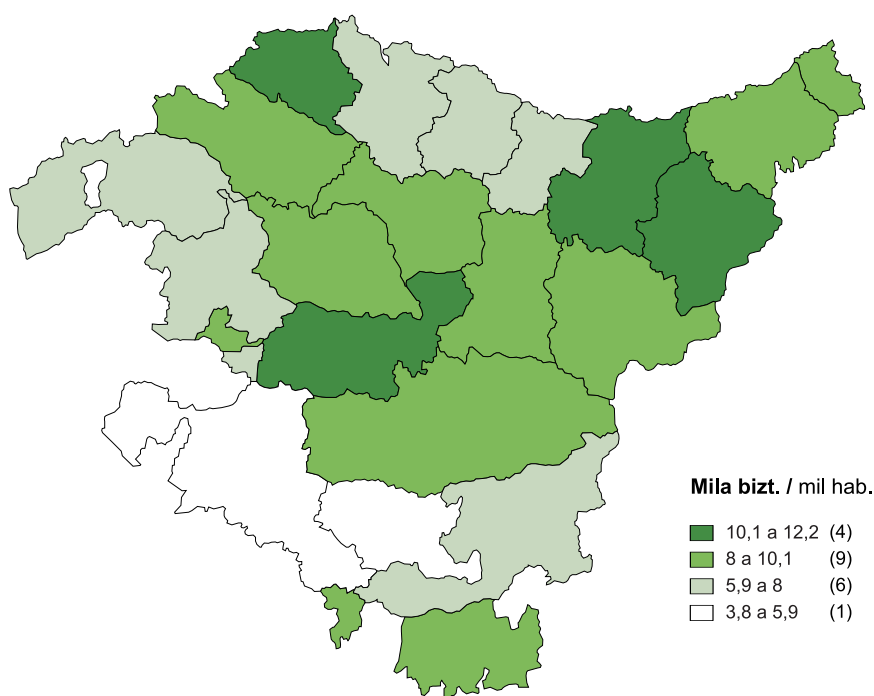 Mila bizt. / mil hab.
10,1 a 12,2 (4)
8 a 10,1 (9)
5,9 a 8 (6)
3,8 a 5,9 (1)